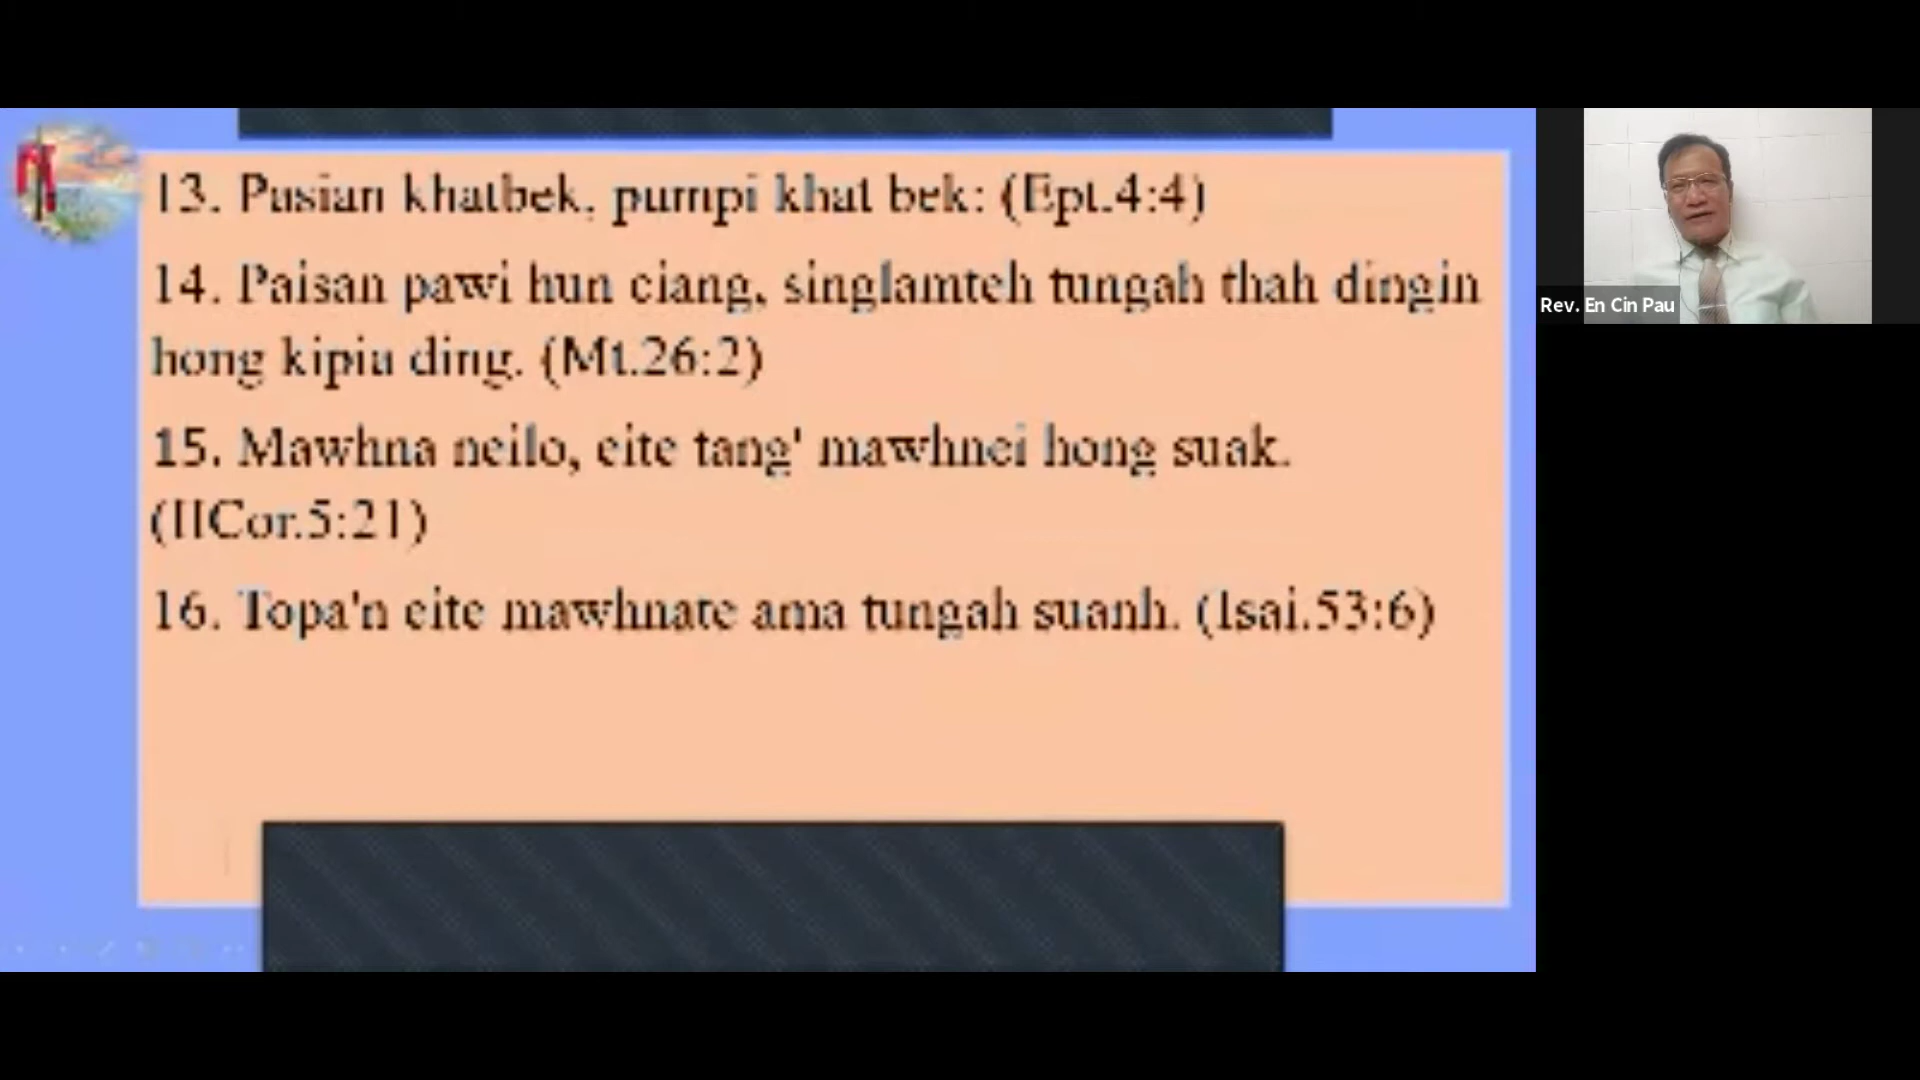 13. Pasian khatbek, pumpi khat bek: (Eph.4:4)
14. Paisan pawi hun ciang, singlamteh tungah thah dingin
hong kipia ding. (Mt.26:2)
15. Mawhna neilo, eite tang' mawhnei hong suak.
(IICor.5:21)
16. Topa'n eite mawhnate ama tungah suanh. (Isai.53:6)
Rev. En Cin Pau